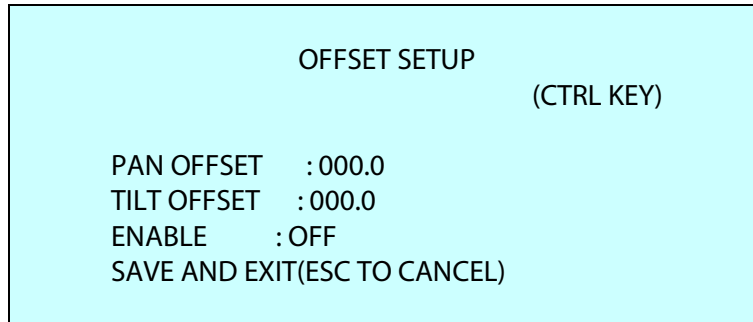 OFFSET SETUP
(CTRL KEY)
PAN OFFSET : 000.0
TILT OFFSET : 000.0
ENABLE : OFF
SAVE AND EXIT(ESC TO CANCEL)